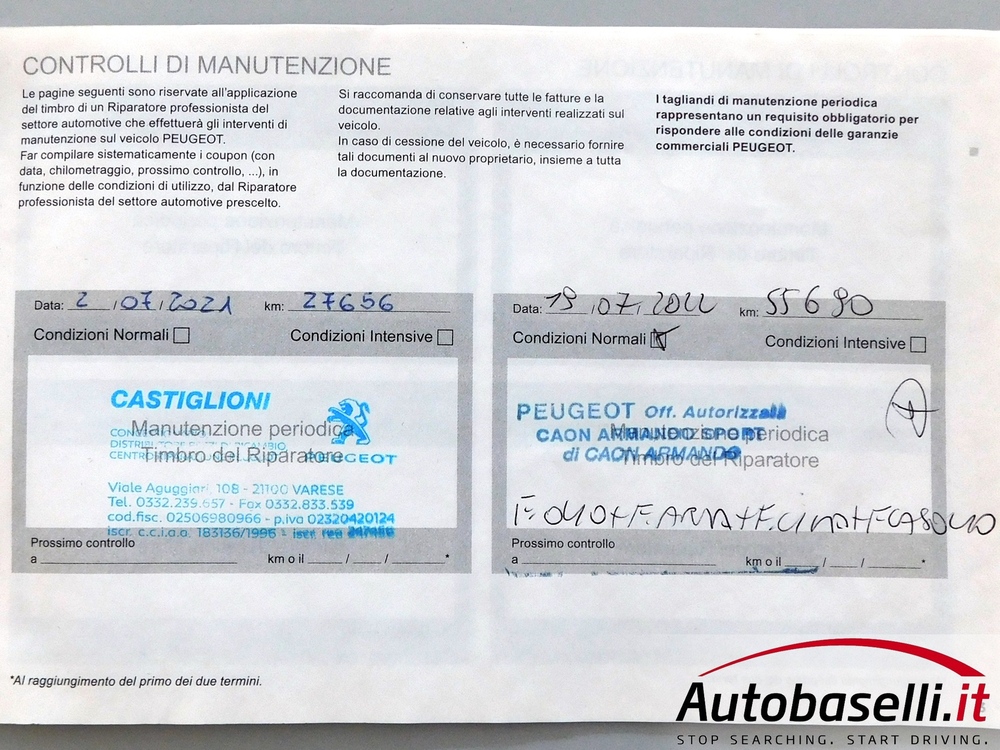 CONTROLLI DI MANUTENZIONE
Le pagine seguenti sono riservate all'applicazione
del timbro di un Riparatore professionista del
settore automotive che effettuerà gli interventi di
manutenzione sul veicolo PEUGEOT.
Far compilare sistematicamente i coupon (con
data, chilometraggio, prossimo controllo, ...), in
funzione delle condizioni di utilizzo, dal Riparatore
professionista del settore automotive prescelto.
Si raccomanda di conservare tutte le fatture e la
documentazione relative agli interventi realizzati sul
veicolo.
In caso di cessione del veicolo, è necessario fornire
tali documenti al nuovo proprietario, insieme a tutta
la documentazione.
I tagliandi di manutenzione periodica
rappresentano un requisito obbligatorio per
rispondere alle condizioni delle garanzie
commerciali PEUGEOT.
Data: 2 / 07 / 2021 km: 27656
Condizioni Normali Condizioni Intensive
CASTIGLIONI
Manutenzione periodica
Timbro del Riparatore
PEUGEOT
Viale Aguggiari, 108 - 21100 VARESE
Tel. 0332.239.657 - Fax 0332.833.539
cod.fisc. 02506980966 - p.iva 02320420124
iscr. c.c.i.a.a. 183136/1996 - iscr. rea
Prossimo controllo
a km o il / / *
Data: 19 / 07 / 2022 km: 55690
Condizioni Normali Condizioni Intensive
PEUGEOT Off. Autorizzata
CAON ARMANDO SPORT
Manutenzione periodica
di CAON ARMANDO
Timbro del Riparatore
Prossimo controllo
a km o il / / *
*Al raggiungimento del primo dei due termini.
Autobaselli.it
STOP SEARCHING. START DRIVING.